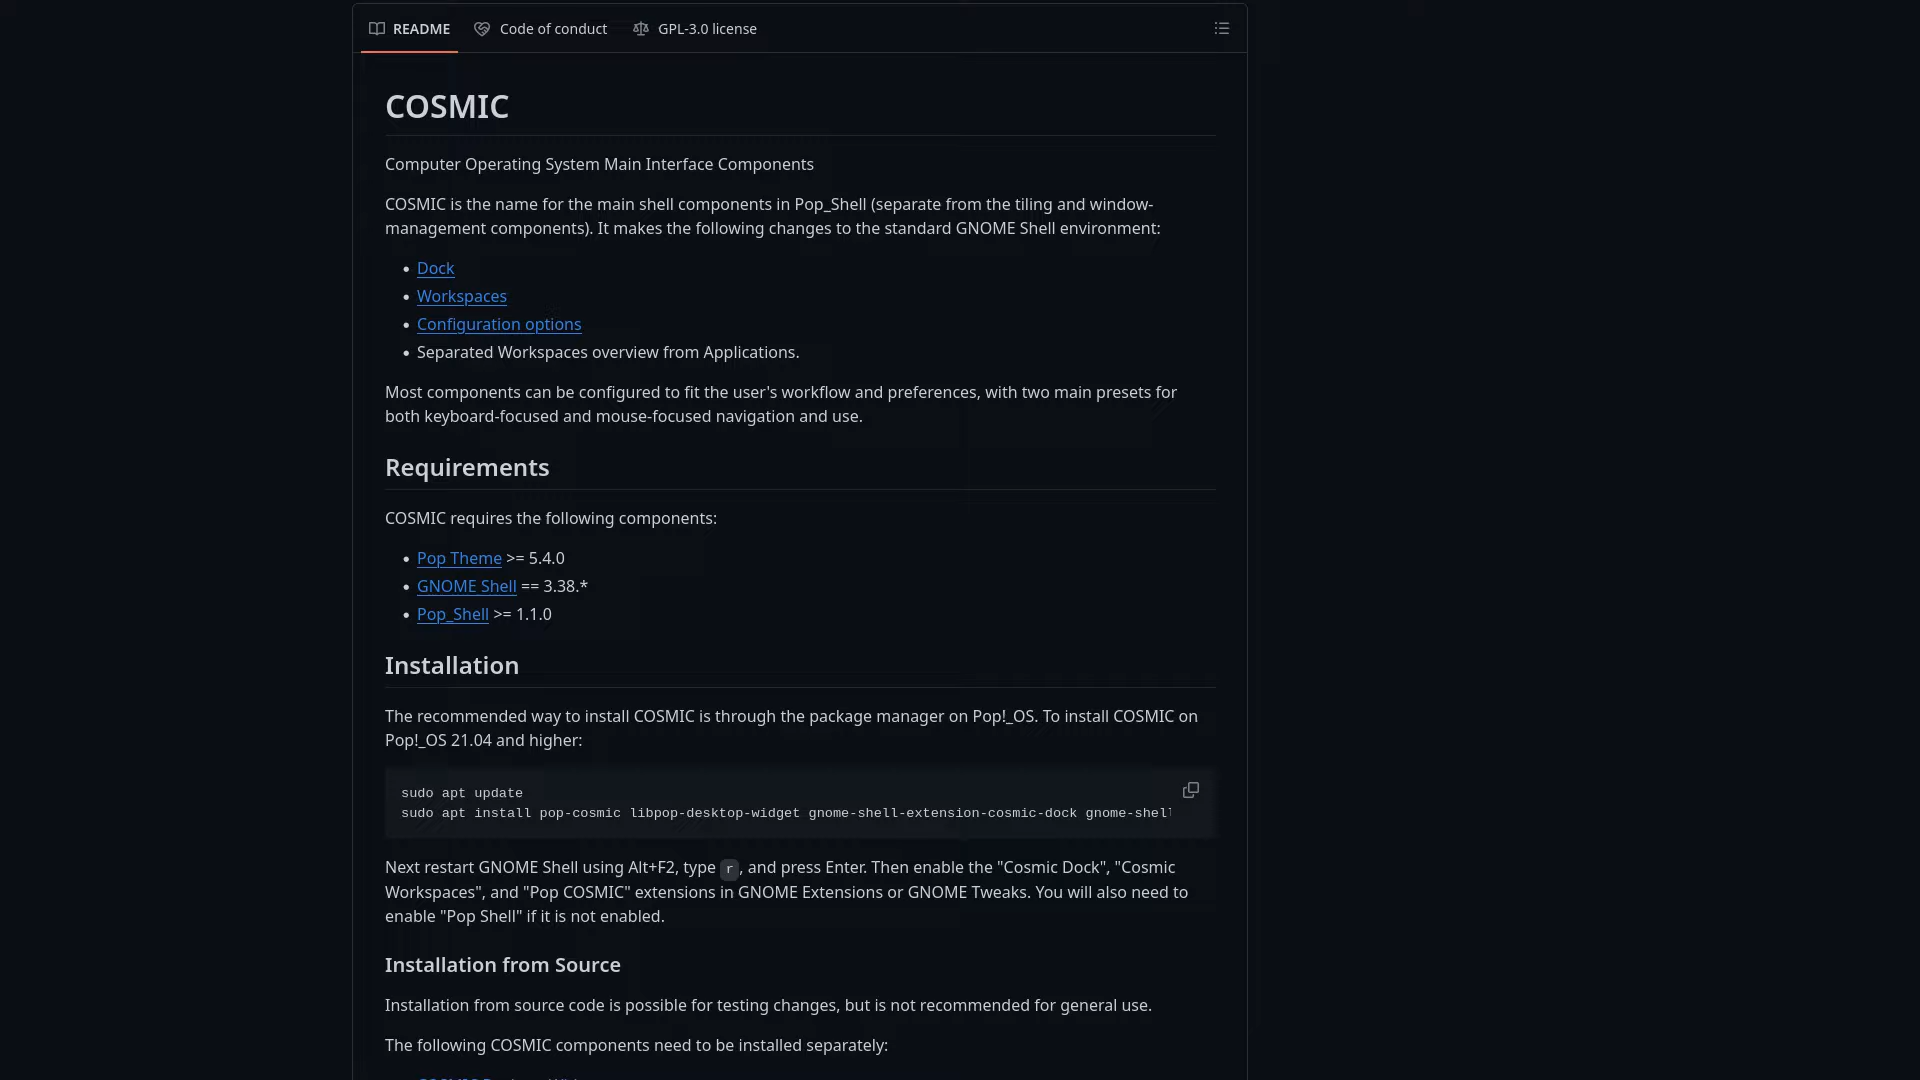 README
Code of conduct
GPL-3.0 license
COSMIC
Computer Operating System Main Interface Components
COSMIC is the name for the main shell components in Pop_Shell (separate from the tiling and window-
management components). It makes the following changes to the standard GNOME Shell environment:
Dock
Workspaces
Configuration options
Separated Workspaces overview from Applications.
Most components can be configured to fit the user's workflow and preferences, with two main presets for
both keyboard-focused and mouse-focused navigation and use.
Requirements
COSMIC requires the following components:
Pop Theme >= 5.4.0
GNOME Shell == 3.38.*
Pop_Shell >= 1.1.0
Installation
The recommended way to install COSMIC is through the package manager on Pop!_OS. To install COSMIC on
Pop!_OS 21.04 and higher:
sudo apt update
sudo apt install pop-cosmic libpop-desktop-widget gnome-shell-extension-cosmic-dock gnome-shell
Next restart GNOME Shell using Alt+F2, type r, and press Enter. Then enable the "Cosmic Dock", "Cosmic
Workspaces", and "Pop COSMIC" extensions in GNOME Extensions or GNOME Tweaks. You will also need to
enable "Pop Shell" if it is not enabled.
Installation from Source
Installation from source code is possible for testing changes, but is not recommended for general use.
The following COSMIC components need to be installed separately: